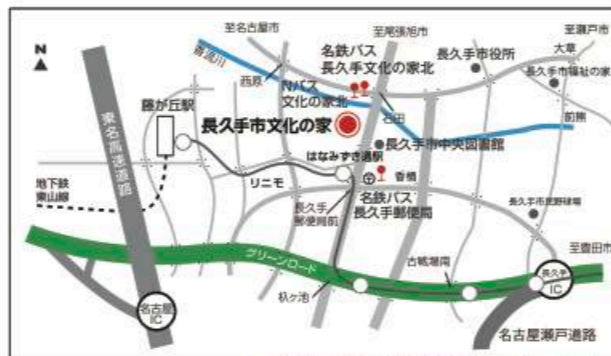 至名古屋市
至尾張旭市
至瀬戸市
N
香流川
名鉄バス
長久手文化の家北
長久手市役所
大草
西原
Nバス
文化の家北
長久手市福祉の家
藤が丘駅
石田
前熊
長久手市文化の家
東名高速道路
長久手市中央図書館
はなみずき通駅
リニモ
香桶
地下鉄
東山線
名鉄バス
長久手郵便局
長久手
郵便局前
長久手市民野球場
グリーンロード
古戦場南
至豊田市
杁ヶ池
長久手
IC
名古屋
IC
名古屋瀬戸道路